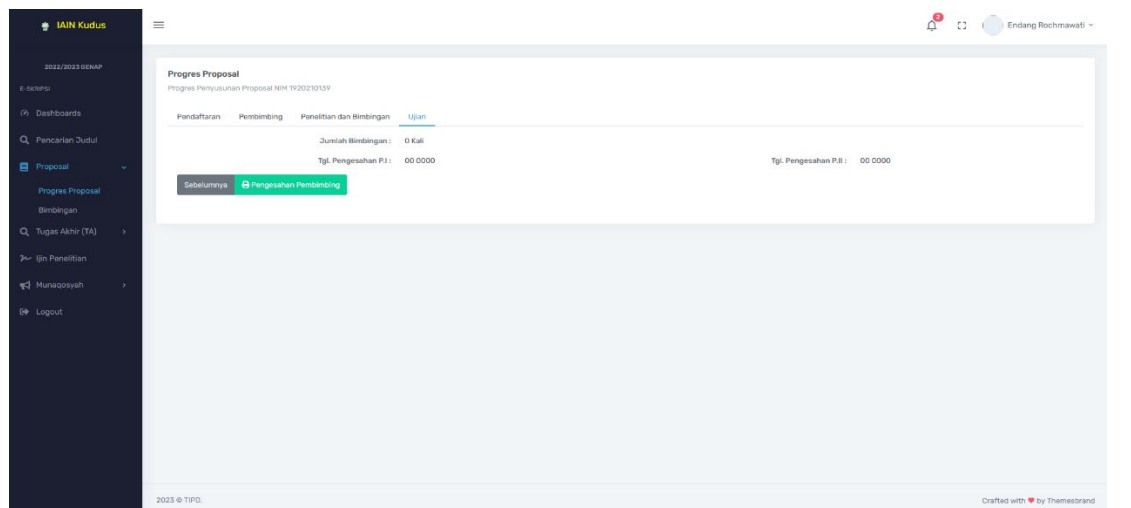 IAIN Kudus
2
Endang Rochmawati
2022/2023 GENAP
E-SKRIPSI
Dashboards
Pencarian Judul
Proposal
Progres Proposal
Bimbingan
Tugas Akhir (TA)
Ijin Penelitian
Munaqosyah
Logout
Progres Proposal
Progres Penyusunan Proposal NIM 1920210139
Pendaftaran Pembimbing Penelitian dan Bimbingan Ujian
Jumlah Bimbingan : 0 Kali
Tgl. Pengesahan P.I : 00 0000 Tgl. Pengesahan P.II : 00 0000
Sebelumnya Pengesahan Pembimbing
2023 © TIPD. Crafted with ❤ by Themesbrand